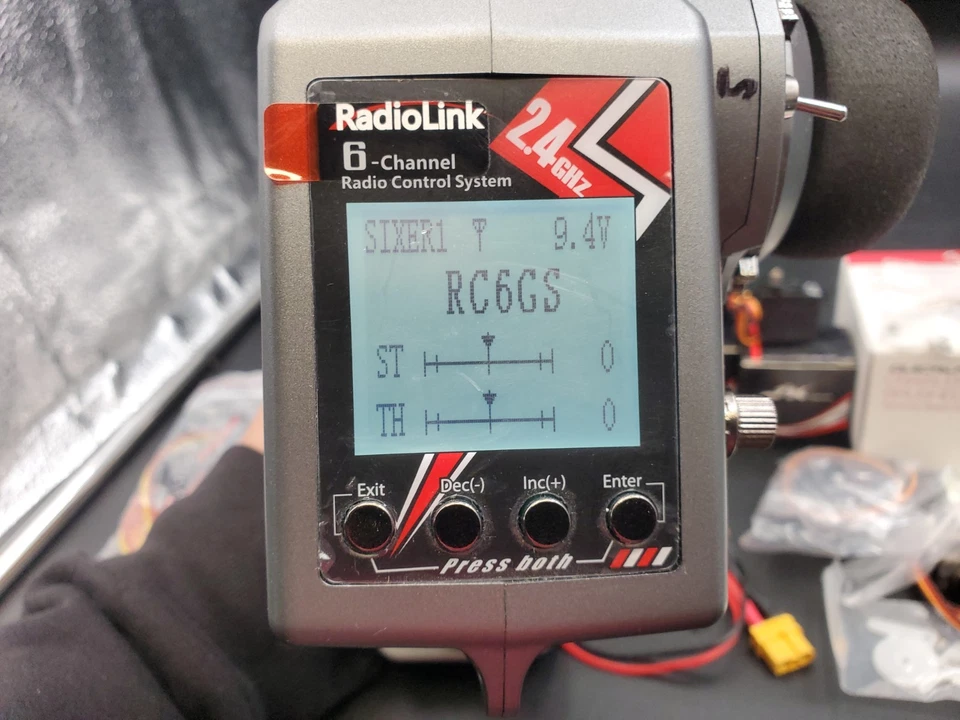 RadioLink
6-Channel
Radio Control System
2.4GHz
SIXER1 9.4V
RC6GS
ST 0
TH 0
Exit Dec(-) Inc(+) Enter
Press both